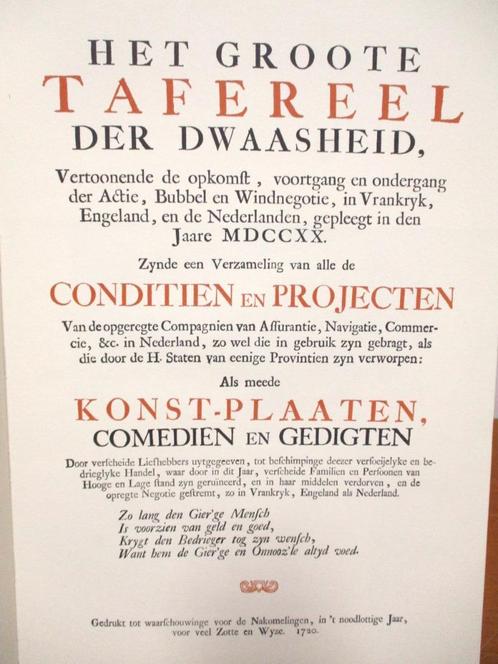 HET GROOTE
TAFEREEL
DER DWAASHEID,
Vertoonende de opkomſt, voortgang en ondergang
der Actie, Bubbel en Windnegotie, in Vrankryk,
Engeland, en de Nederlanden, gepleegt in den
Jaare MDCCXX.
Zynde een Verzameling van alle de
CONDITIEN EN PROJECTEN
Van de opgeregte Compagnien van Aſſurantie, Navigatie, Commer-
cie, &c. in Nederland, zo wel die in gebruik zyn gebragt, als
die door de H. Staten van eenige Provintien zyn verworpen:
Als meede
KONST-PLAATEN,
COMEDIEN EN GEDIGTEN
Door verſcheide Liefhebbers uytgegeeven, tot beſchimpinge deezer verfoeijelyke en be-
drieglyke Handel, waar door in dit Jaar, verſcheide Familien en Perſoonen van
Hooge en Lage ſtand zyn geruïneerd, en in haar middelen verdorven, en de
opregte Negotie geſtremt, zo in Vrankryk, Engeland als Nederland.
Zo lang den Gier'ge Menſch
Is voorzien van geld en goed,
Krygt den Bedrieger tog zyn wenſch,
Want hem de Gier'ge en Onnooz'le altyd voed.
Gedrukt tot waarſchouwinge voor de Nakomelingen, in 't noodlottige Jaar,
voor veel Zotte en Wyze. 1720.